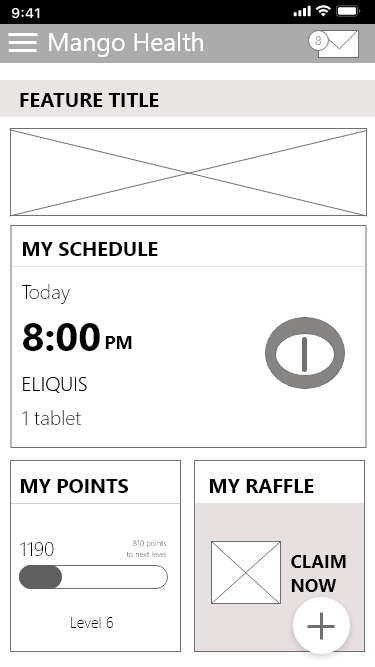 9:41
Mango Health
8
FEATURE TITLE
MY SCHEDULE
Today
8:00 PM
ELIQUIS
1 tablet
MY POINTS
1190
810 points
to next level
Level 6
MY RAFFLE
CLAIM
NOW